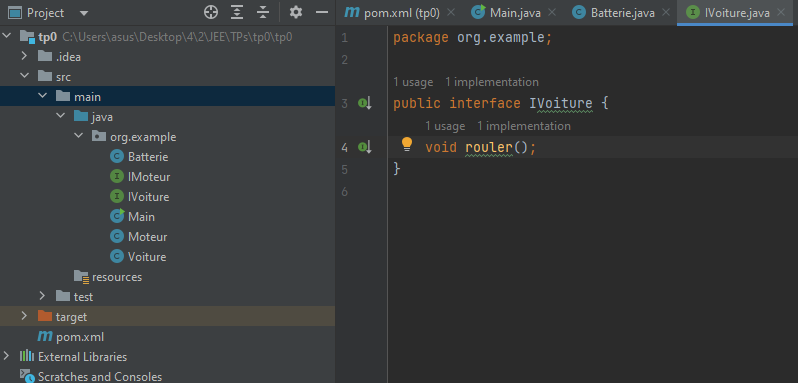 Project
tp0 C:\Users\asus\Desktop\4\2\JEE\TPs\tp0\tp0
.idea
src
main
java
org.example
Batterie
IMoteur
IVoiture
Main
Moteur
Voiture
resources
test
target
pom.xml
External Libraries
Scratches and Consoles
pom.xml (tp0) Main.java Batterie.java IVoiture.java
1 package org.example;
2
1 usage 1 implementation
3 public interface IVoiture {
1 usage 1 implementation
4 void rouler();
5 }
6